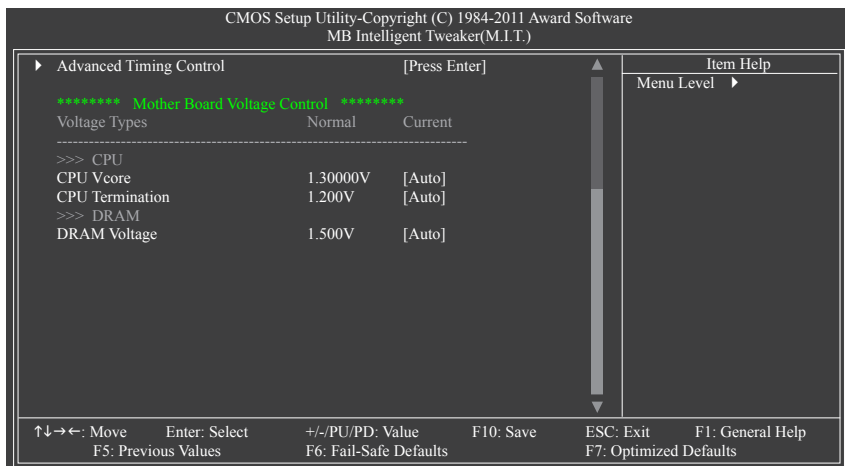 CMOS Setup Utility-Copyright (C) 1984-2011 Award Software
MB Intelligent Tweaker(M.I.T.)
Advanced Timing Control [Press Enter]
******** Mother Board Voltage Control ********
Voltage Types Normal Current
-----------------------------------------------------------------------------
>>> CPU
CPU Vcore 1.30000V [Auto]
CPU Termination 1.200V [Auto]
>>> DRAM
DRAM Voltage 1.500V [Auto]
Item Help
Menu Level
↑↓→←: Move Enter: Select +/-/PU/PD: Value F10: Save ESC: Exit F1: General Help
F5: Previous Values F6: Fail-Safe Defaults F7: Optimized Defaults